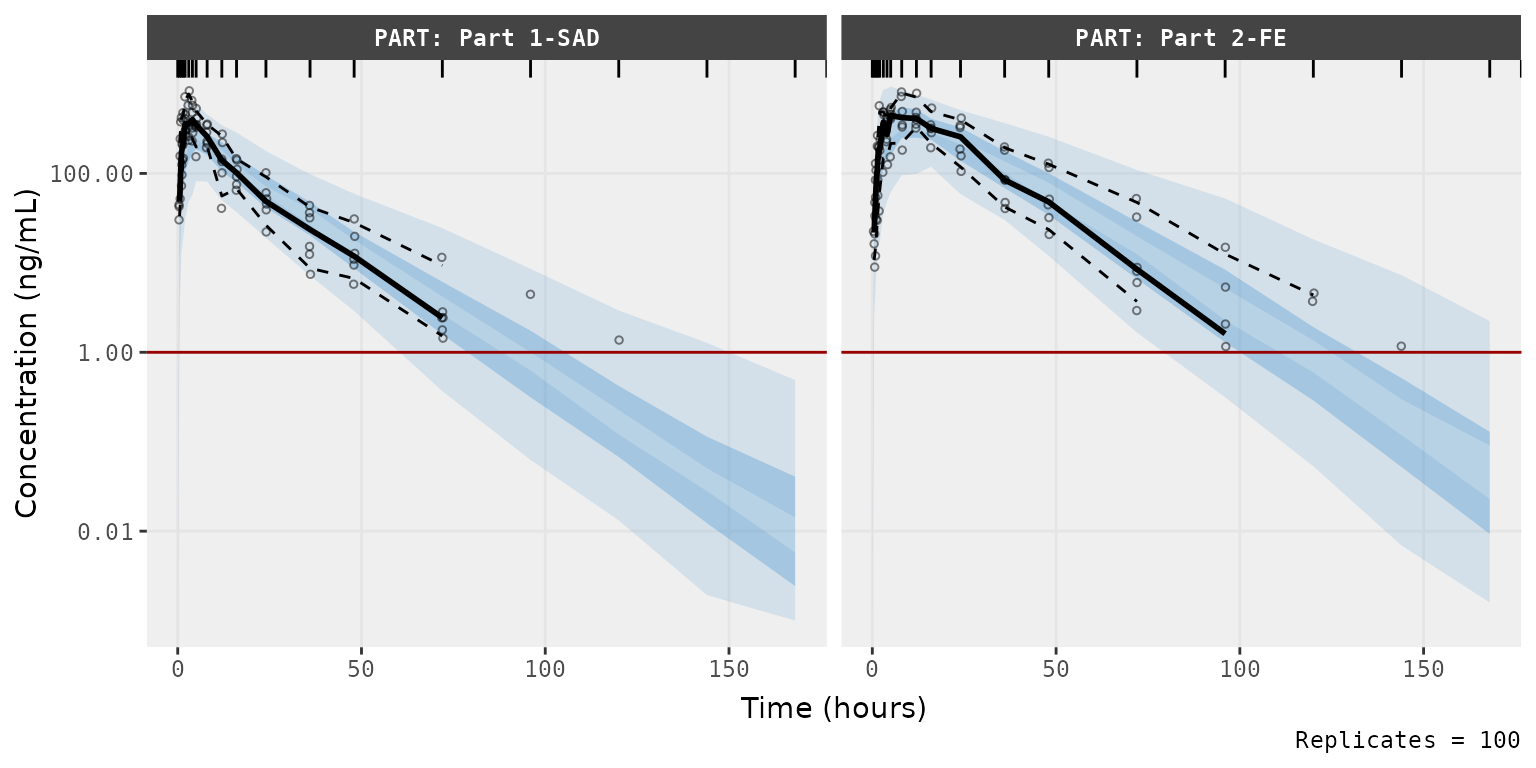 PART: Part 1-SAD
PART: Part 2-FE
Concentration (ng/mL)
100.00
1.00
0.01
0 50 100 150
0 50 100 150
Time (hours)
Replicates = 100